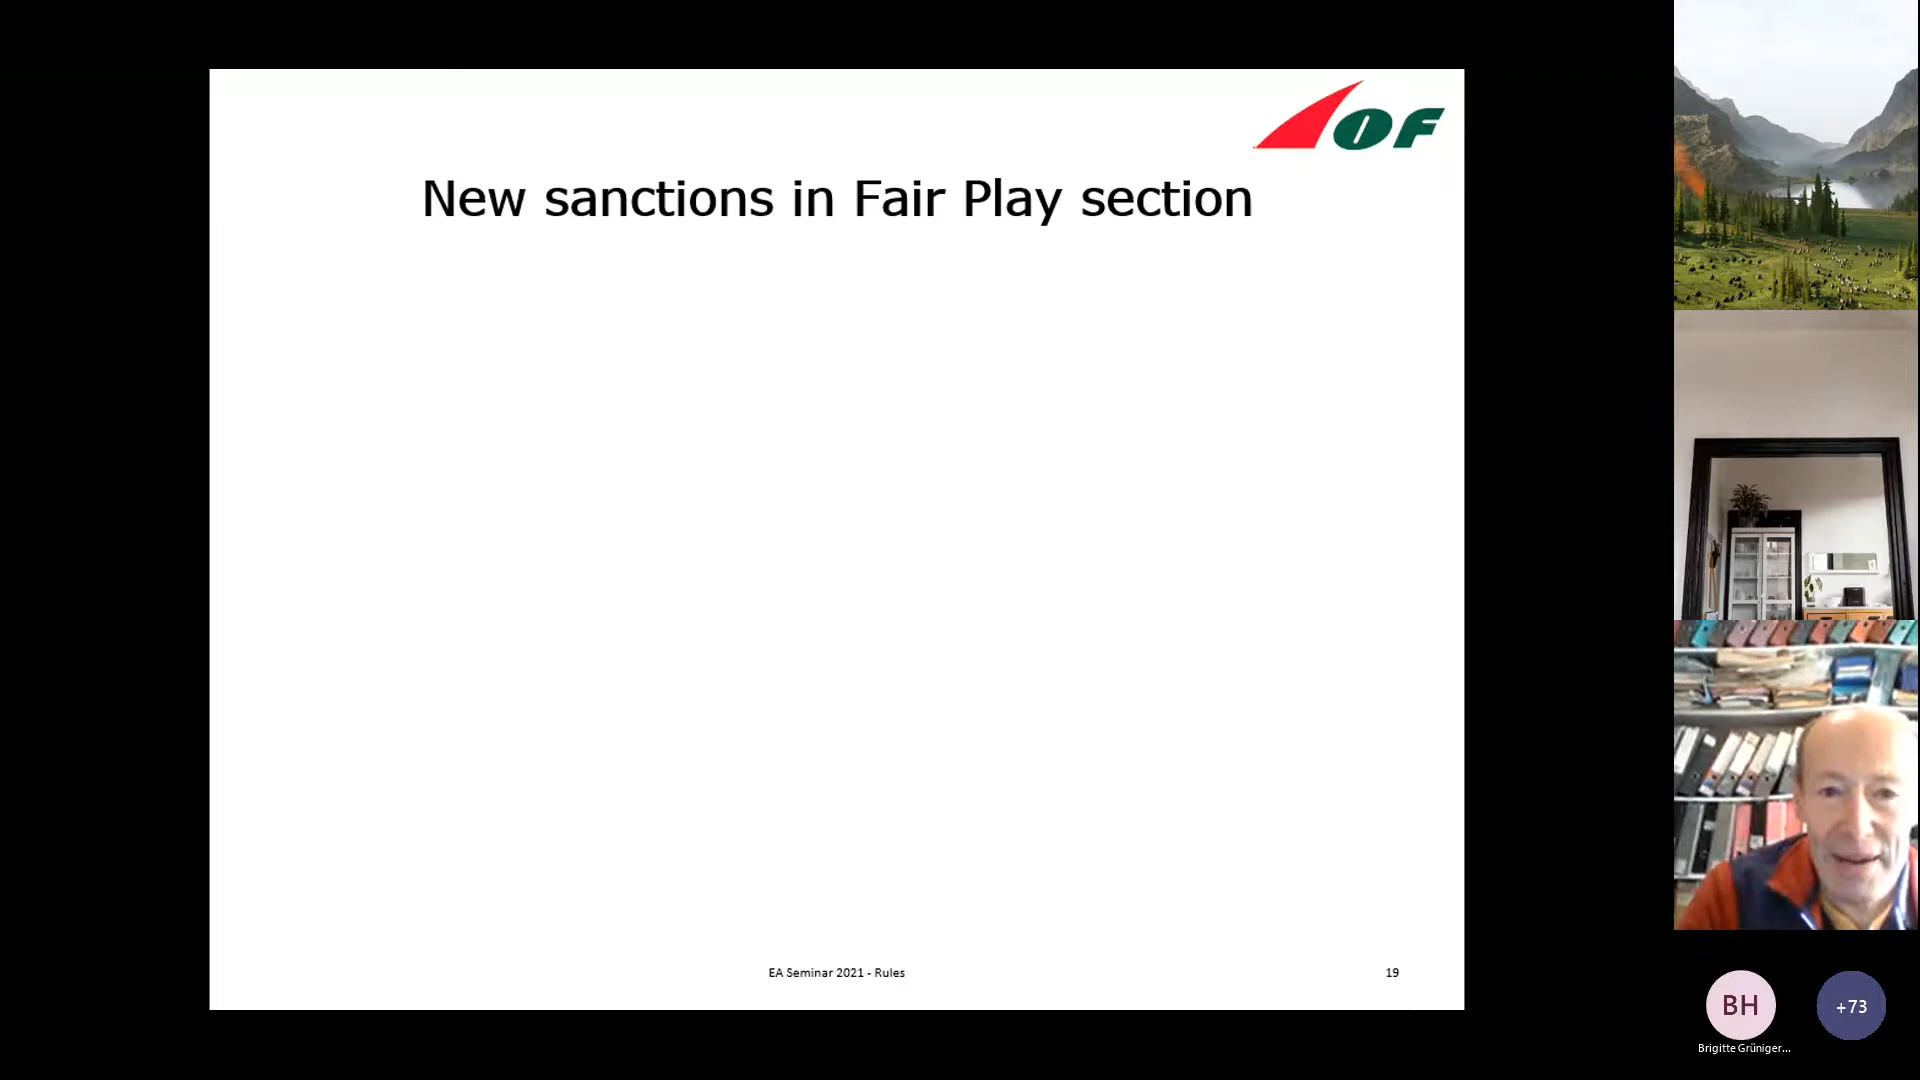 IOF
New sanctions in Fair Play section
EA Seminar 2021 - Rules
19
BH
+73
Brigitte Grüniger...